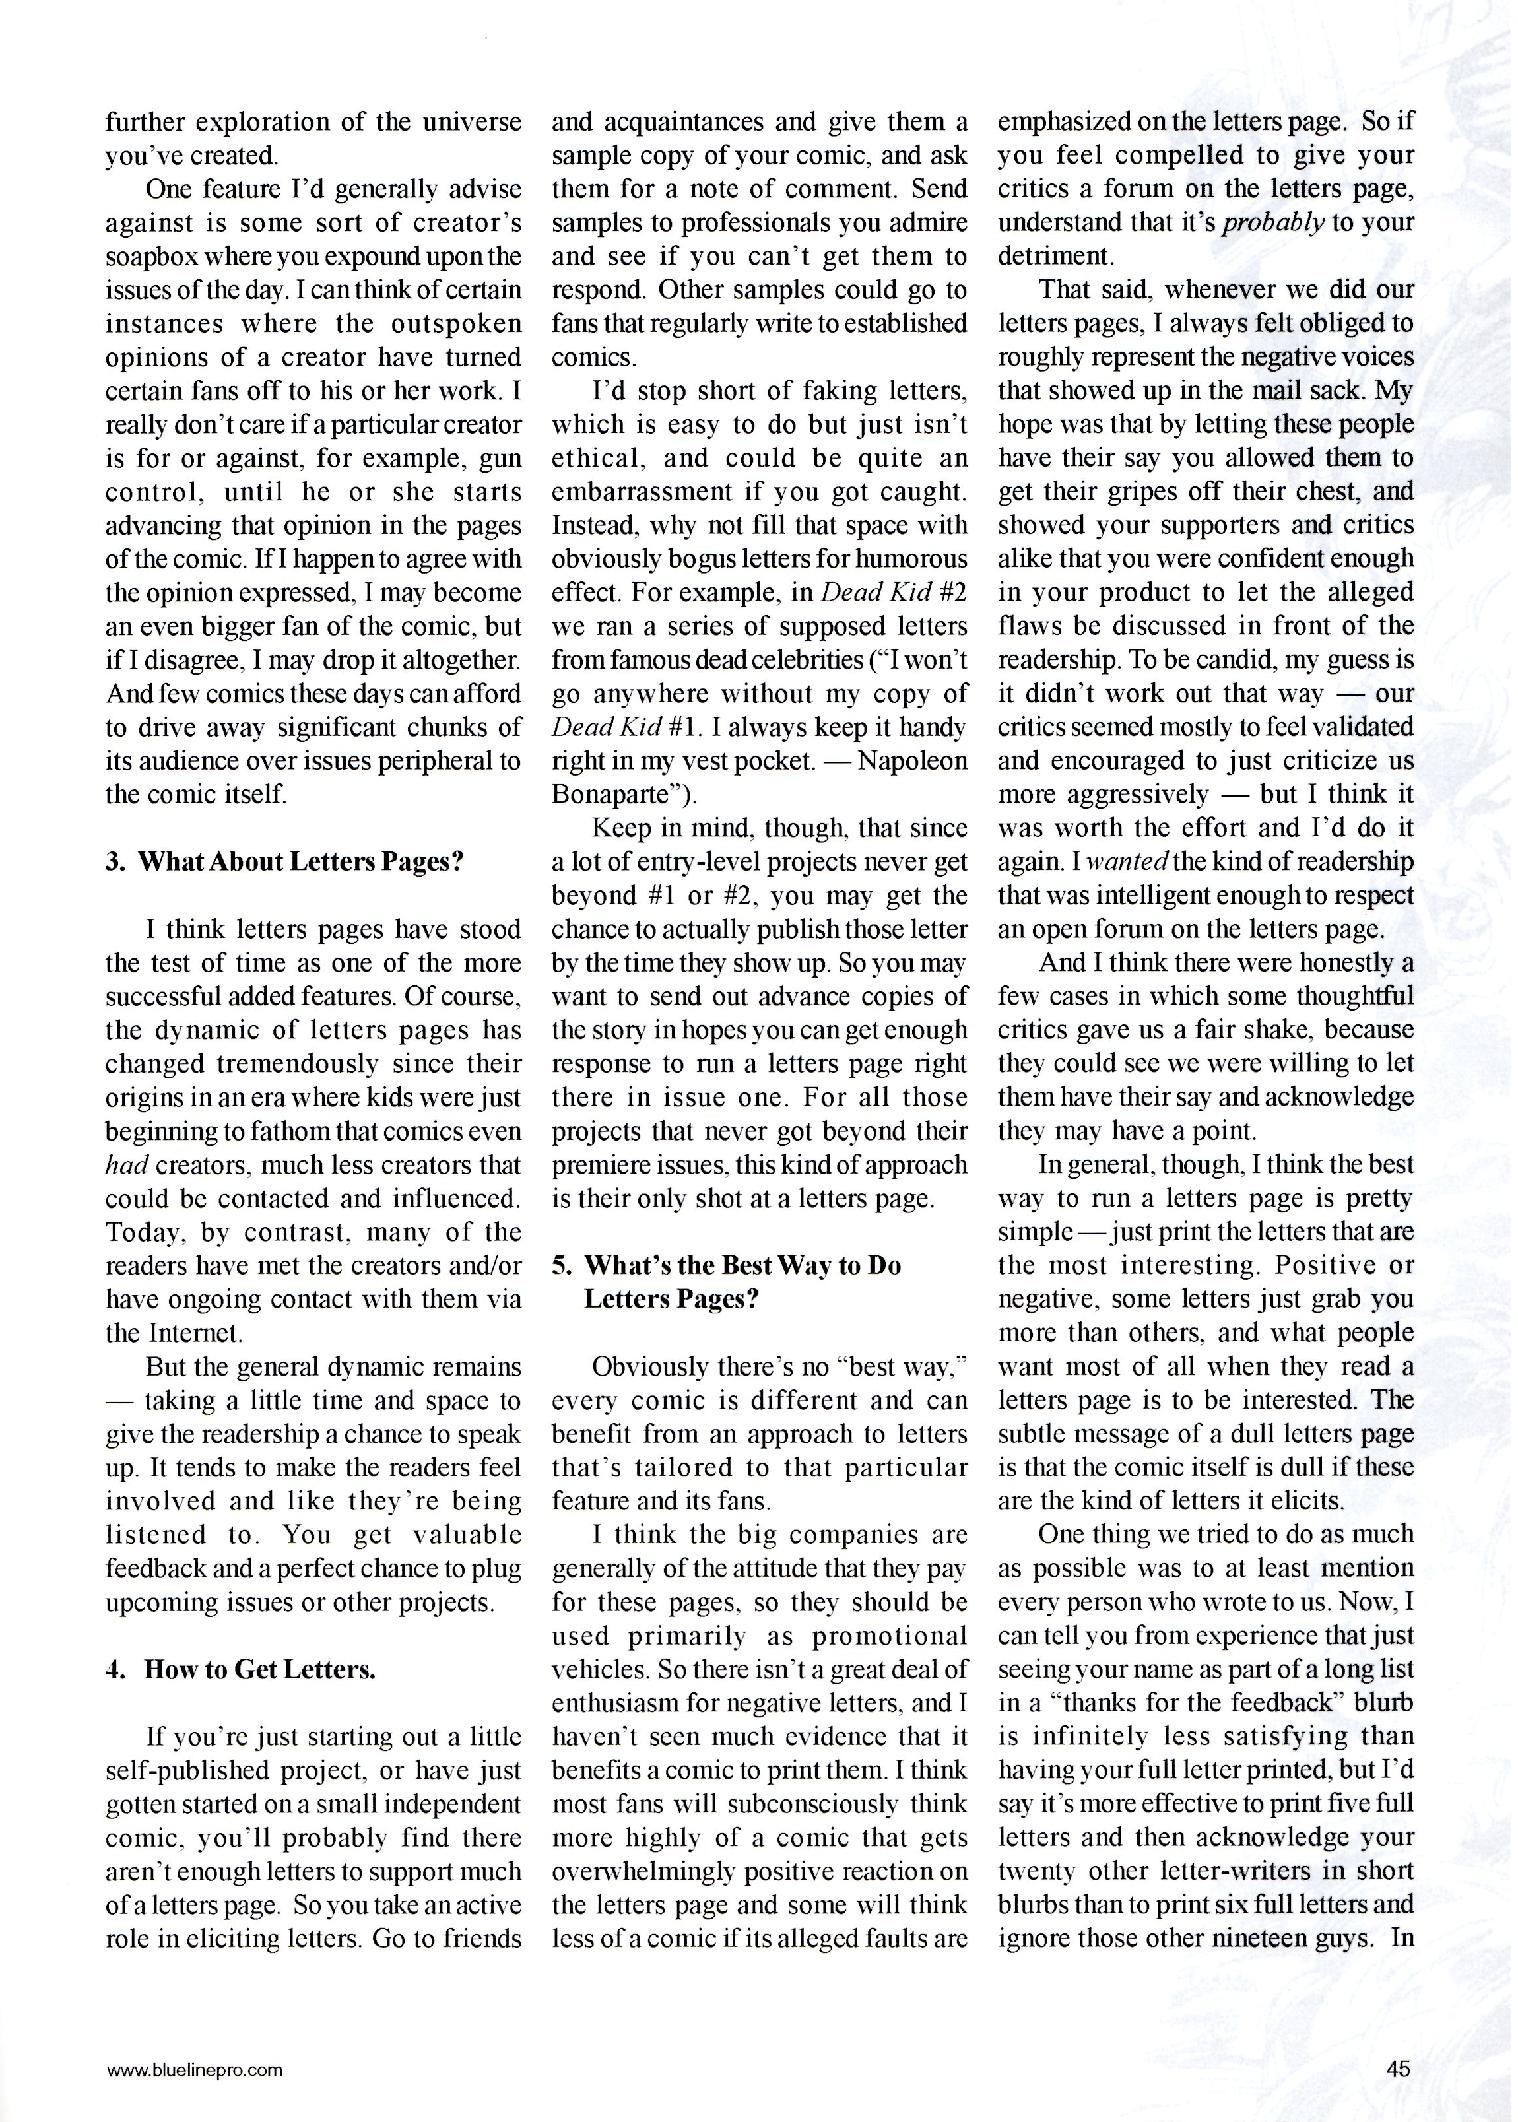 further exploration of the universe
you've created.
One feature I'd generally advise
against is some sort of creator's
soapbox where you expound upon the
issues of the day. I can think of certain
instances where the outspoken
opinions of a creator have turned
certain fans off to his or her work. I
really don't care if a particular creator
is for or against, for example, gun
control, until he or she starts
advancing that opinion in the pages
of the comic. If I happen to agree with
the opinion expressed, I may become
an even bigger fan of the comic, but
if I disagree, I may drop it altogether.
And few comics these days can afford
to drive away significant chunks of
its audience over issues peripheral to
the comic itself.
3. What About Letters Pages?
I think letters pages have stood
the test of time as one of the more
successful added features. Of course,
the dynamic of letters pages has
changed tremendously since their
origins in an era where kids were just
beginning to fathom that comics even
had creators, much less creators that
could be contacted and influenced.
Today, by contrast, many of the
readers have met the creators and/or
have ongoing contact with them via
the Internet.
But the general dynamic remains
— taking a little time and space to
give the readership a chance to speak
up. It tends to make the readers feel
involved and like they're being
listened to. You get valuable
feedback and a perfect chance to plug
upcoming issues or other projects.
4. How to Get Letters.
If you're just starting out a little
self-published project, or have just
gotten started on a small independent
comic, you'll probably find there
aren't enough letters to support much
of a letters page. So you take an active
role in eliciting letters. Go to friends
and acquaintances and give them a
sample copy of your comic, and ask
them for a note of comment. Send
samples to professionals you admire
and see if you can't get them to
respond. Other samples could go to
fans that regularly write to established
comics.
I'd stop short of faking letters,
which is easy to do but just isn't
ethical, and could be quite an
embarrassment if you got caught.
Instead, why not fill that space with
obviously bogus letters for humorous
effect. For example, in Dead Kid #2
we ran a series of supposed letters
from famous dead celebrities (“I won't
go anywhere without my copy of
Dead Kid #1. I always keep it handy
right in my vest pocket. — Napoleon
Bonaparte”).
Keep in mind, though, that since
a lot of entry-level projects never get
beyond #1 or #2, you may get the
chance to actually publish those letter
by the time they show up. So you may
want to send out advance copies of
the story in hopes you can get enough
response to run a letters page right
there in issue one. For all those
projects that never got beyond their
premiere issues, this kind of approach
is their only shot at a letters page.
5. What's the Best Way to Do
Letters Pages?
Obviously there's no “best way,”
every comic is different and can
benefit from an approach to letters
that's tailored to that particular
feature and its fans.
I think the big companies are
generally of the attitude that they pay
for these pages, so they should be
used primarily as promotional
vehicles. So there isn't a great deal of
enthusiasm for negative letters, and I
haven't seen much evidence that it
benefits a comic to print them. I think
most fans will subconsciously think
more highly of a comic that gets
overwhelmingly positive reaction on
the letters page and some will think
less of a comic if its alleged faults are
emphasized on the letters page. So if
you feel compelled to give your
critics a forum on the letters page,
understand that it's probably to your
detriment.
That said, whenever we did our
letters pages, I always felt obliged to
roughly represent the negative voices
that showed up in the mail sack. My
hope was that by letting these people
have their say you allowed them to
get their gripes off their chest, and
showed your supporters and critics
alike that you were confident enough
in your product to let the alleged
flaws be discussed in front of the
readership. To be candid, my guess is
it didn't work out that way — our
critics seemed mostly to feel validated
and encouraged to just criticize us
more aggressively — but I think it
was worth the effort and I'd do it
again. I wanted the kind of readership
that was intelligent enough to respect
an open forum on the letters page.
And I think there were honestly a
few cases in which some thoughtful
critics gave us a fair shake, because
they could see we were willing to let
them have their say and acknowledge
they may have a point.
In general, though, I think the best
way to run a letters page is pretty
simple — just print the letters that are
the most interesting. Positive or
negative, some letters just grab you
more than others, and what people
want most of all when they read a
letters page is to be interested. The
subtle message of a dull letters page
is that the comic itself is dull if these
are the kind of letters it elicits.
One thing we tried to do as much
as possible was to at least mention
every person who wrote to us. Now, I
can tell you from experience that just
seeing your name as part of a long list
in a “thanks for the feedback” blurb
is infinitely less satisfying than
having your full letter printed, but I'd
say it's more effective to print five full
letters and then acknowledge your
twenty other letter-writers in short
blurbs than to print six full letters and
ignore those other nineteen guys. In
www.bluelinepro.com
45